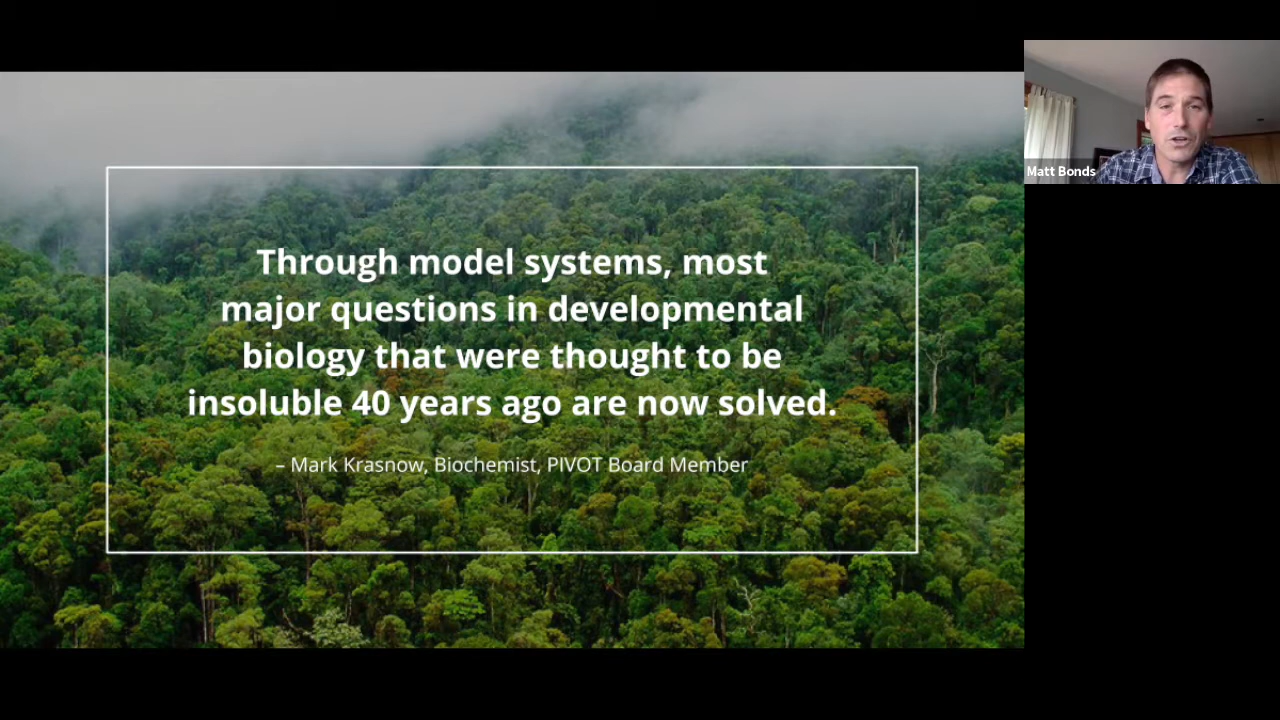 Through model systems, most
major questions in developmental
biology that were thought to be
insoluble 40 years ago are now solved.
– Mark Krasnow, Biochemist, PIVOT Board Member
Matt Bonds